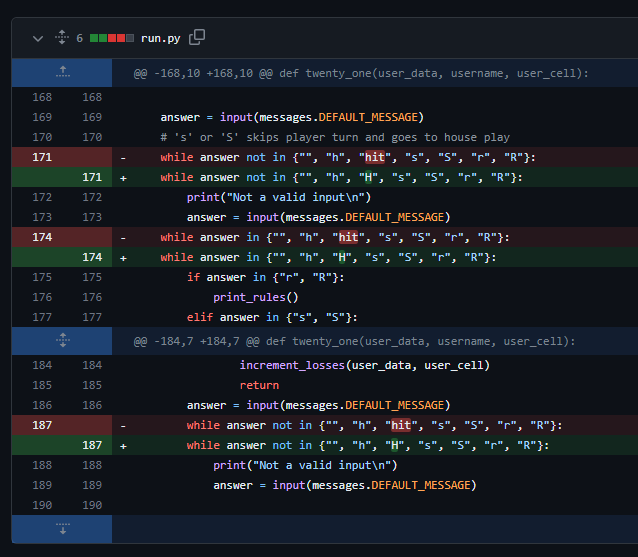 6 run.py
@@ -168,10 +168,10 @@ def twenty_one(user_data, username, user_cell):
168 168
169 169 answer = input(messages.DEFAULT_MESSAGE)
170 170 # 's' or 'S' skips player turn and goes to house play
171 - while answer not in {"", "h", "hit", "s", "S", "r", "R"}:
171 + while answer not in {"", "h", "H", "s", "S", "r", "R"}:
172 172 print("Not a valid input\n")
173 173 answer = input(messages.DEFAULT_MESSAGE)
174 - while answer in {"", "h", "hit", "s", "S", "r", "R"}:
174 + while answer in {"", "h", "H", "s", "S", "r", "R"}:
175 175 if answer in {"r", "R"}:
176 176 print_rules()
177 177 elif answer in {"s", "S"}:
@@ -184,7 +184,7 @@ def twenty_one(user_data, username, user_cell):
184 184 increment_losses(user_data, user_cell)
185 185 return
186 186 answer = input(messages.DEFAULT_MESSAGE)
187 - while answer not in {"", "h", "hit", "s", "S", "r", "R"}:
187 + while answer not in {"", "h", "H", "s", "S", "r", "R"}:
188 188 print("Not a valid input\n")
189 189 answer = input(messages.DEFAULT_MESSAGE)
190 190